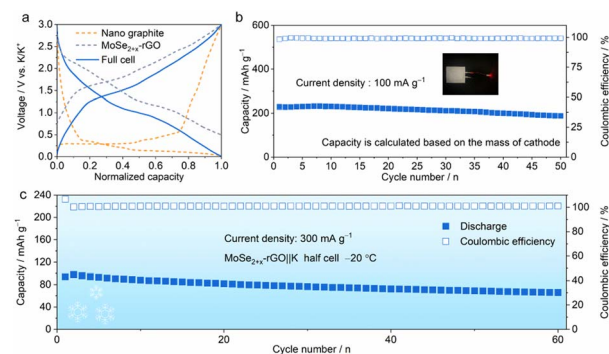 a
3.0
2.5
2.0
1.5
1.0
0.5
0.0
Voltage / V vs. K/K⁺
Nano graphite
MoSe₂₊ₓ-rGO
Full cell
0.0 0.2 0.4 0.6 0.8 1.0
Normalized capacity
b
600
400
200
0
Capacity / mAh g⁻¹
Current density : 100 mA g⁻¹
Capacity is calculated based on the mass of cathode
125
100
75
50
25
0
Coulombic efficiency / %
0 5 10 15 20 25 30 35 40 45 50
Cycle number / n
c
240
200
160
120
80
40
0
Capacity / mAh g⁻¹
Current density: 300 mA g⁻¹
MoSe₂₊ₓ-rGO||K half cell −20 °C
Discharge
Coulombic efficiency
100
80
60
40
20
0
Coulombic efficiency / %
0 20 40 60
Cycle number / n